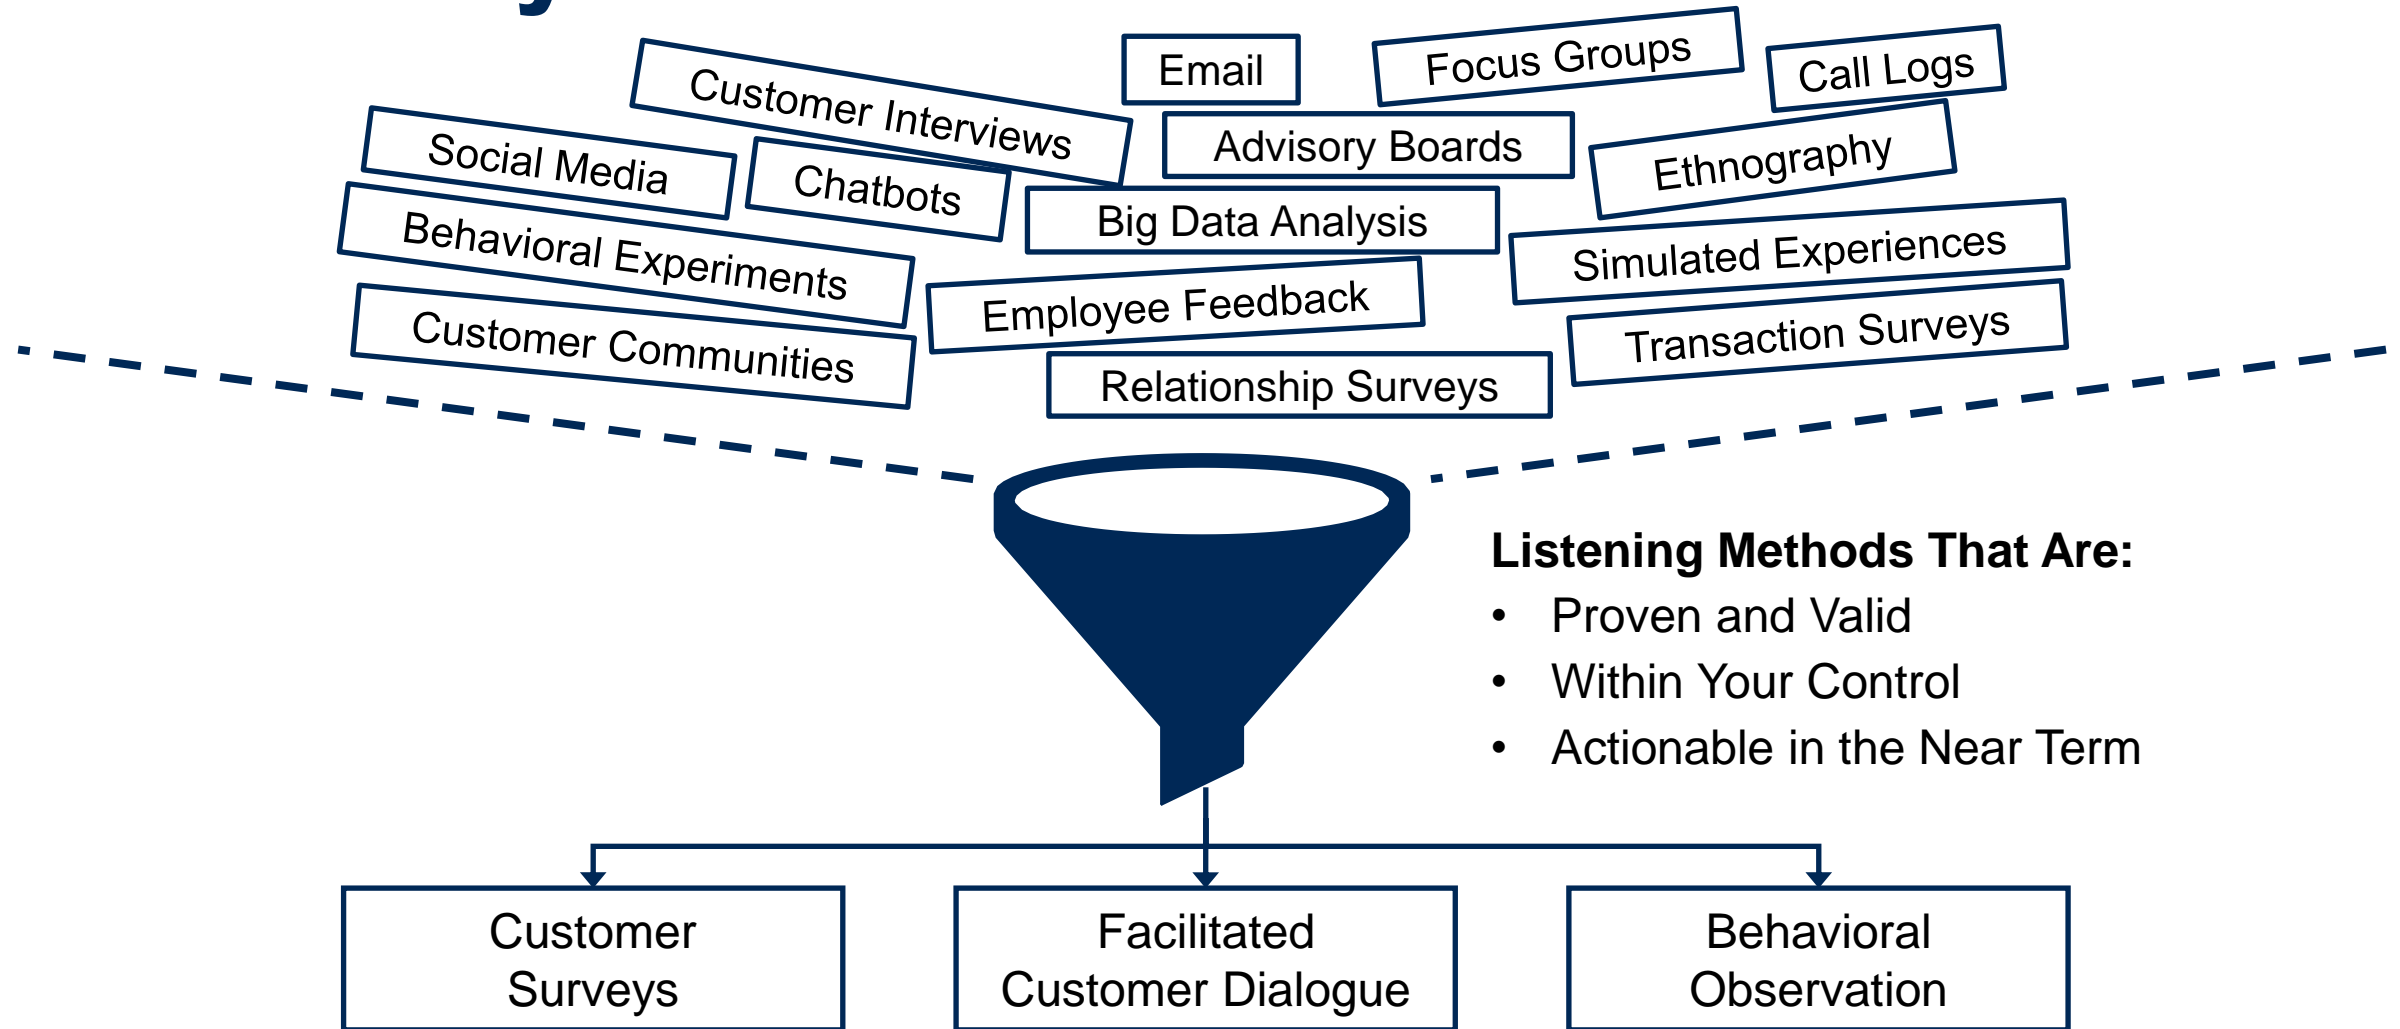 Email
Focus Groups
Call Logs
Customer Interviews
Advisory Boards
Social Media
Chatbots
Ethnography
Behavioral Experiments
Big Data Analysis
Simulated Experiences
Customer Communities
Employee Feedback
Transaction Surveys
Relationship Surveys
Listening Methods That Are:
• Proven and Valid
• Within Your Control
• Actionable in the Near Term
Customer
Surveys
Facilitated
Customer Dialogue
Behavioral
Observation